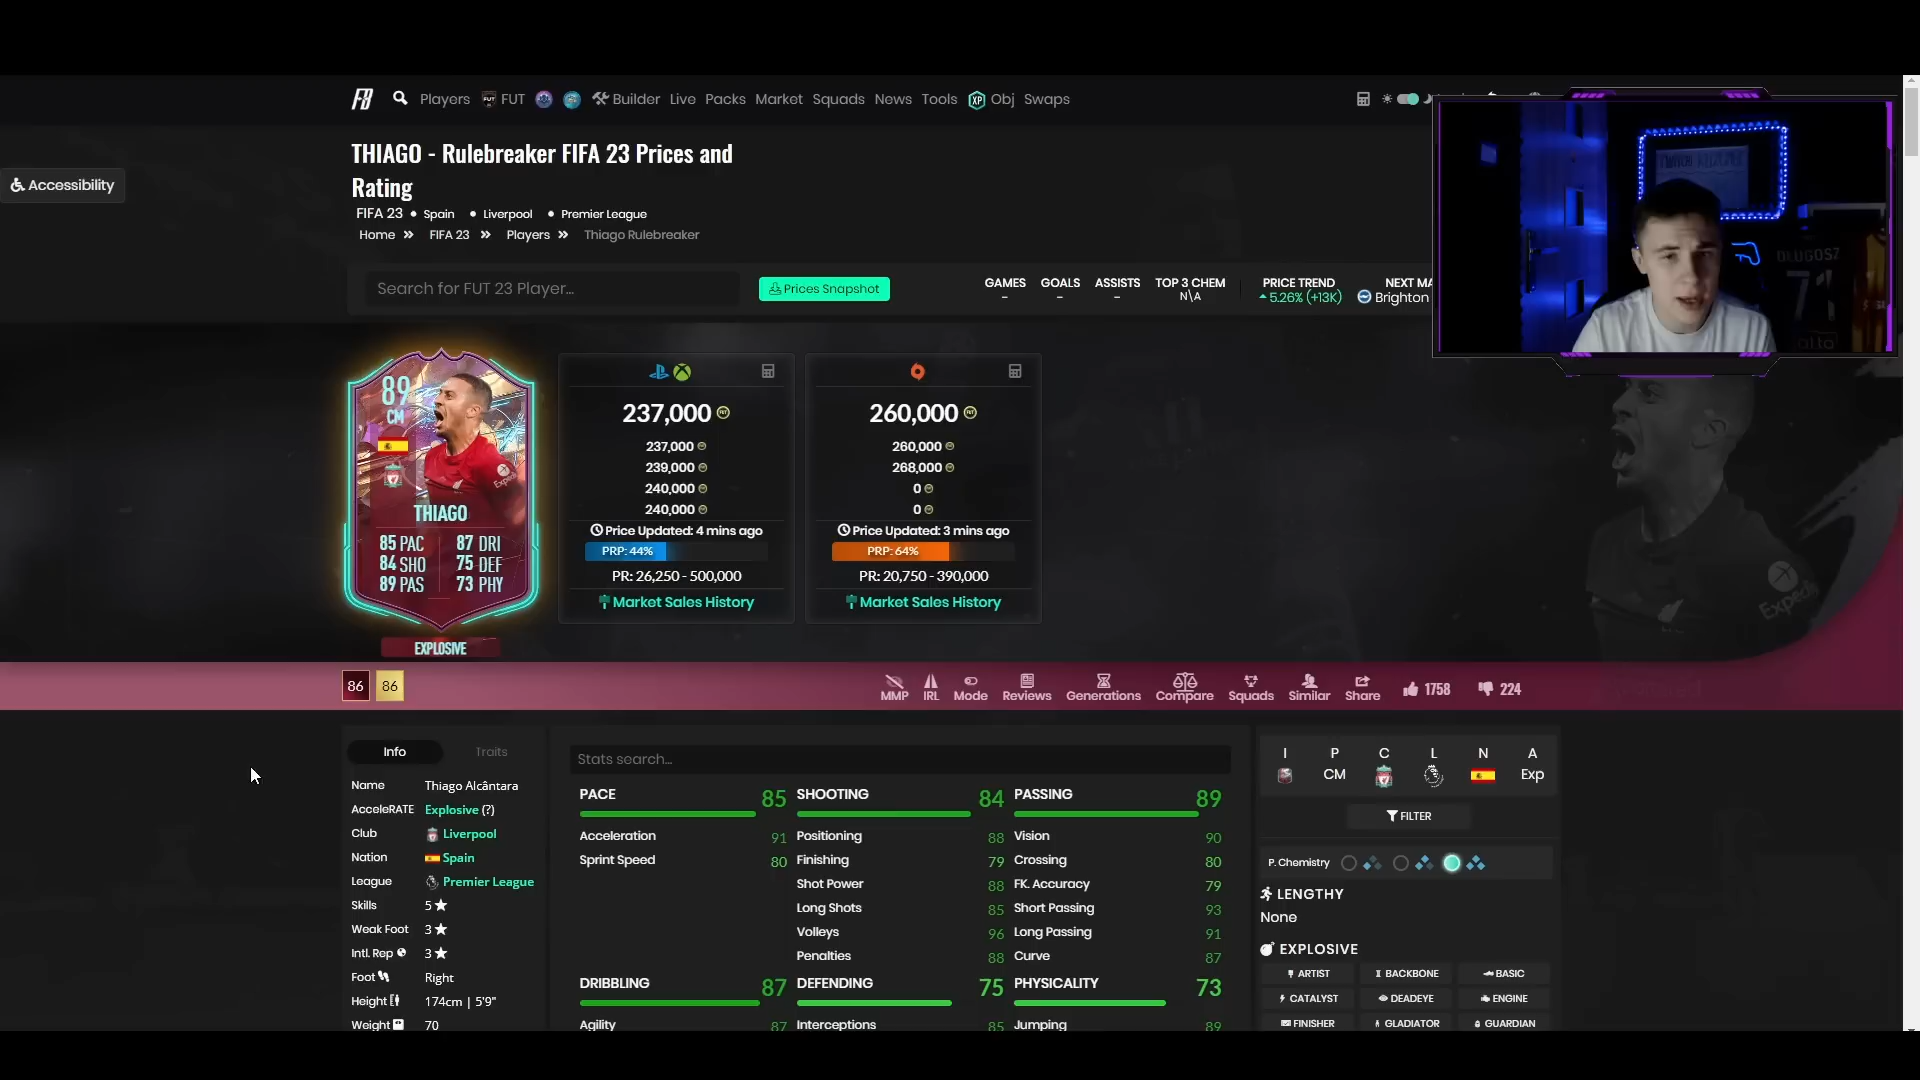 Players FUT Builder Live Packs Market Squads News Tools XP Obj Swaps
THIAGO - Rulebreaker FIFA 23 Prices and
Rating
Accessibility
FIFA 23 • Spain • Liverpool • Premier League
Home » FIFA 23 » Players » Thiago Rulebreaker
Search for FUT 23 Player...
Prices Snapshot
GAMES
-
GOALS
-
ASSISTS
-
TOP 3 CHEM
N\A
PRICE TREND
5.26% (+13K)
NEXT MA
Brighton
DLUGOSZ
71
89
CM
THIAGO
85 PAC 87 DRI
84 SHO 75 DEF
89 PAS 73 PHY
EXPLOSIVE
237,000
237,000
239,000
240,000
240,000
Price Updated: 4 mins ago
PRP: 44%
PR: 26,250 - 500,000
Market Sales History
260,000
260,000
268,000
0
0
Price Updated: 3 mins ago
PRP: 64%
PR: 20,750 - 390,000
Market Sales History
86 86
MMP IRL Mode Reviews Generations Compare Squads Similar Share 1758 224
Info Traits
Name Thiago Alcântara
AcceleRATE Explosive (?)
Club Liverpool
Nation Spain
League Premier League
Skills 5
Weak Foot 3
Intl. Rep 3
Foot Right
Height 174cm | 5'9"
Weight 70
Stats search...
PACE 85
Acceleration 91
Sprint Speed 80
SHOOTING 84
Positioning 88
Finishing 79
Shot Power 88
Long Shots 85
Volleys 96
Penalties 88
PASSING 89
Vision 90
Crossing 80
FK. Accuracy 79
Short Passing 93
Long Passing 91
Curve 87
DRIBBLING 87
Agility 87
DEFENDING 75
Interceptions 85
PHYSICALITY 73
Jumping 89
I P C L N A
CM Exp
FILTER
P. Chemistry
LENGTHY
None
EXPLOSIVE
ARTIST BACKBONE BASIC
CATALYST DEADEYE ENGINE
FINISHER GLADIATOR GUARDIAN